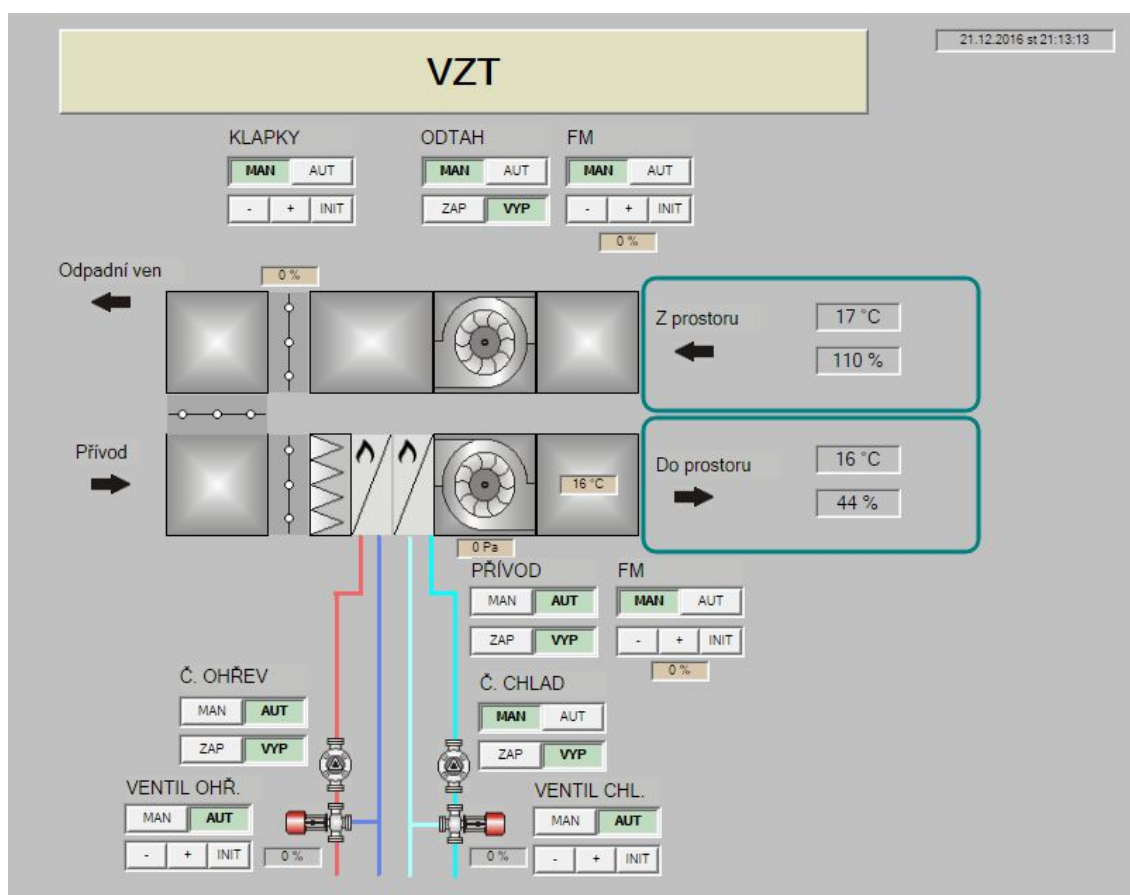 21.12.2016 st 21:13:13
VZT
KLAPKY ODTAH FM
MAN AUT MAN AUT MAN AUT
- + INIT ZAP VYP - + INIT
0 %
Odpadní ven 0 %
Z prostoru 17 °C
110 %
Přívod
Do prostoru 16 °C
16 °C
44 %
0 Pa
PŘÍVOD FM
MAN AUT MAN AUT
ZAP VYP - + INIT
0 %
Č. OHŘEV Č. CHLAD
MAN AUT MAN AUT
ZAP VYP ZAP VYP
VENTIL OHŘ. VENTIL CHL.
MAN AUT MAN AUT
- + INIT 0 % 0 % - + INIT